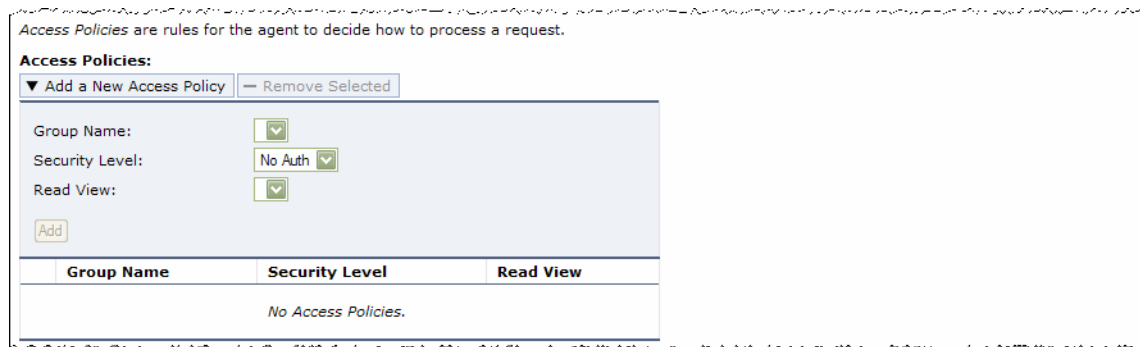 Access Policies are rules for the agent to decide how to process a request.
Access Policies:
▼ Add a New Access Policy — Remove Selected
Group Name:
Security Level: No Auth
Read View:
Add
Group Name Security Level Read View
No Access Policies.